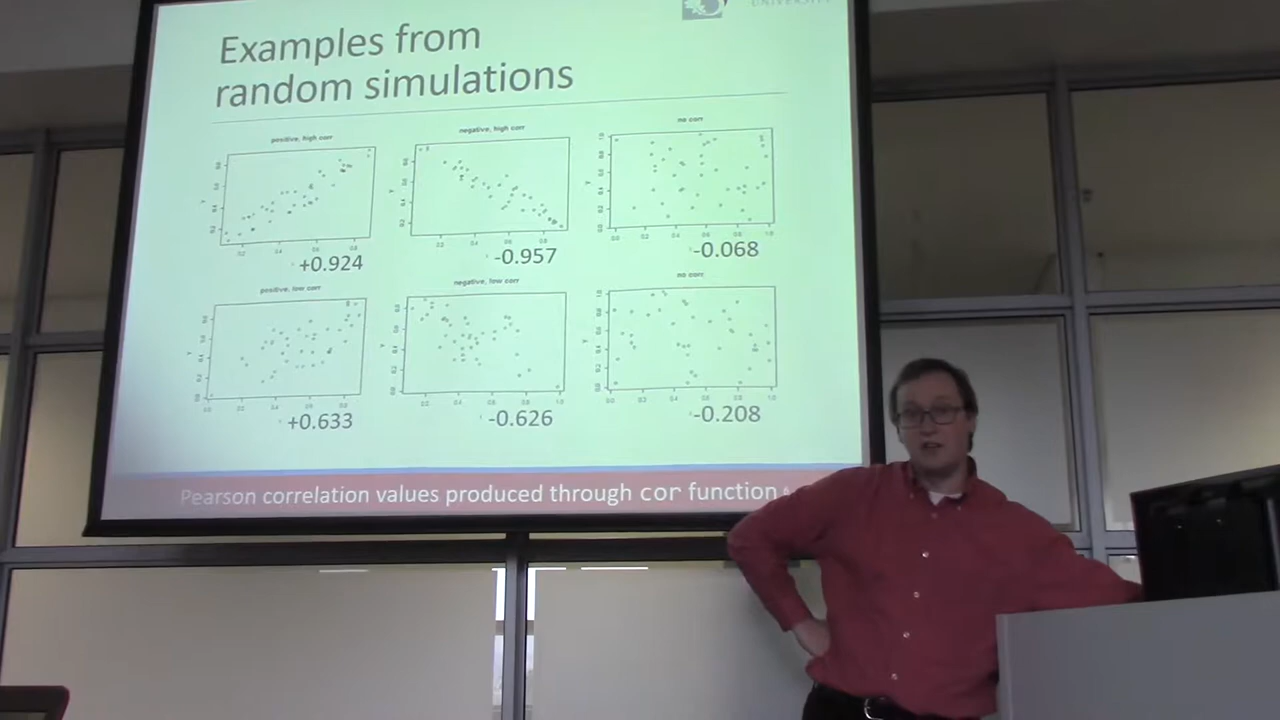 UNIVERSITY
Examples from
random simulations
positive, high corr
negative, high corr
no corr
+0.924
-0.957
-0.068
positive, low corr
negative, low corr
no corr
+0.633
-0.626
-0.208
Pearson correlation values produced through cor function